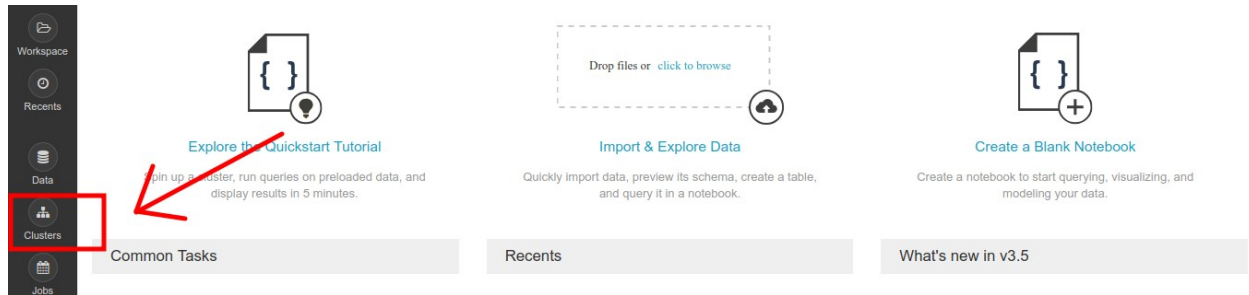 Workspace
Recents
Data
Clusters
Jobs
{ }
Explore the Quickstart Tutorial
Spin up a cluster, run queries on preloaded data, and
display results in 5 minutes.
Drop files or click to browse
Import & Explore Data
Quickly import data, preview its schema, create a table,
and query it in a notebook.
{ }
Create a Blank Notebook
Create a notebook to start querying, visualizing, and
modeling your data.
Common Tasks
Recents
What's new in v3.5